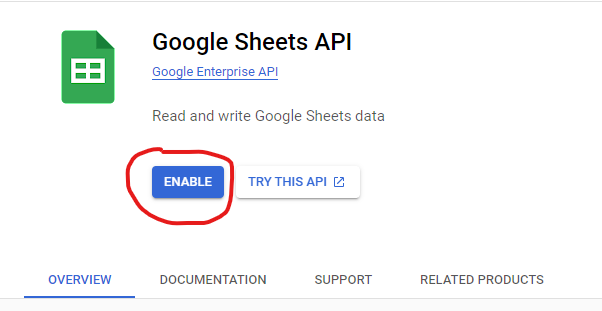 Google Sheets API
Google Enterprise API
Read and write Google Sheets data
ENABLE TRY THIS API
OVERVIEW DOCUMENTATION SUPPORT RELATED PRODUCTS